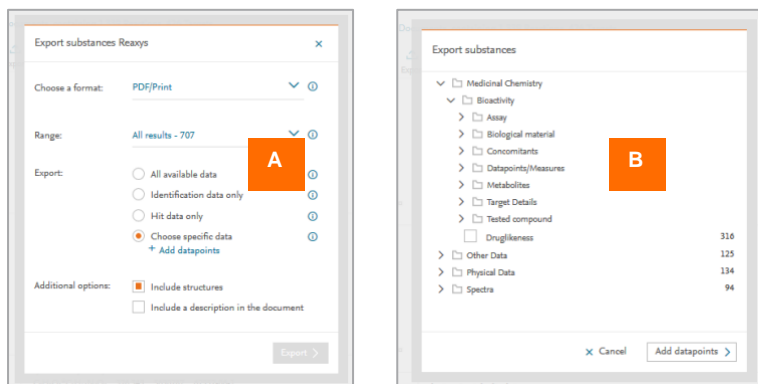 Export substances Reaxys ×
Choose a format: PDF/Print
Range: All results - 707
A
Export: All available data
Identification data only
Hit data only
Choose specific data
+ Add datapoints
Additional options: Include structures
Include a description in the document
Export >
Export substances
Medicinal Chemistry
Bioactivity
Assay
Biological material
Concomitants
Datapoints/Measures
B
Metabolites
Target Details
Tested compound
Druglikeness 316
Other Data 125
Physical Data 134
Spectra 94
× Cancel Add datapoints >